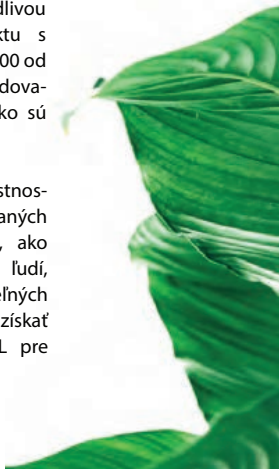 dlivou
ktu s
00 od
dova-
ko sú
stnos-
aných
, ako
ľudí,
eľných
získať
L pre